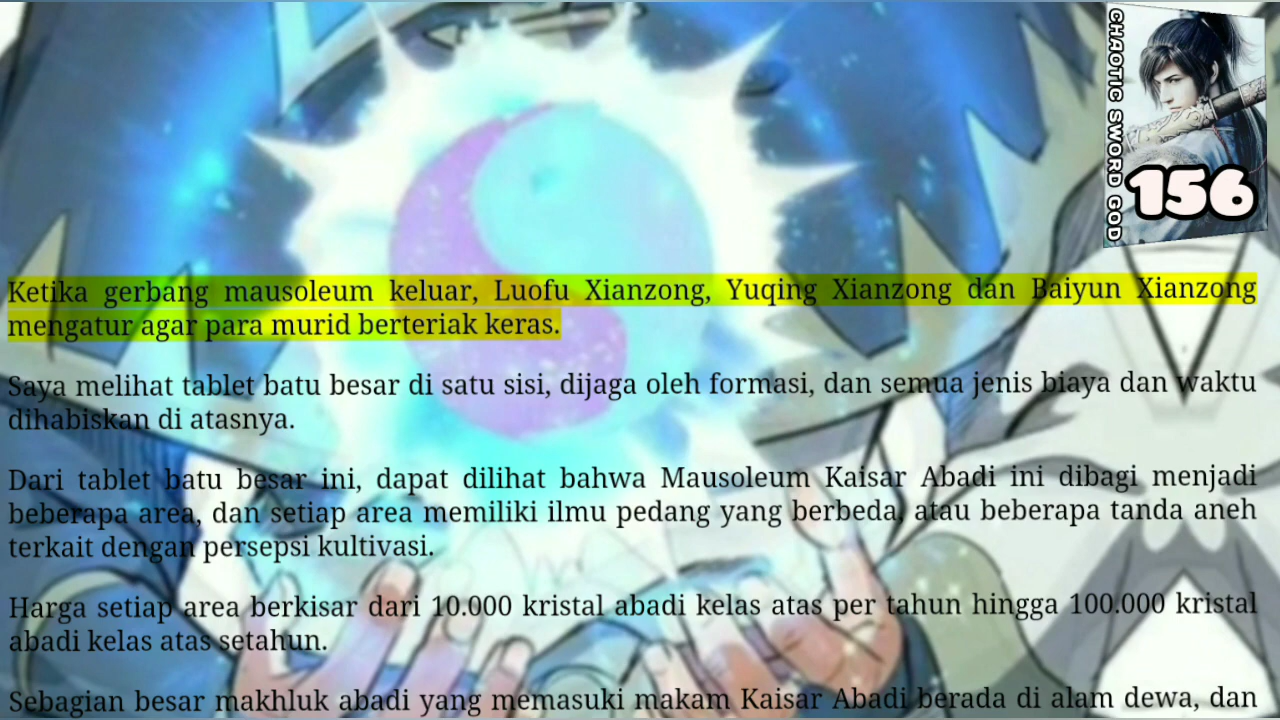 CHAOTIC SWORD GOD
156
Ketika gerbang mausoleum keluar, Luofu Xianzong, Yuqing Xianzong dan Baiyun Xianzong
mengatur agar para murid berteriak keras.
Saya melihat tablet batu besar di satu sisi, dijaga oleh formasi, dan semua jenis biaya dan waktu
dihabiskan di atasnya.
Dari tablet batu besar ini, dapat dilihat bahwa Mausoleum Kaisar Abadi ini dibagi menjadi
beberapa area, dan setiap area memiliki ilmu pedang yang berbeda, atau beberapa tanda aneh
terkait dengan persepsi kultivasi.
Harga setiap area berkisar dari 10.000 kristal abadi kelas atas per tahun hingga 100.000 kristal
abadi kelas atas setahun.
Sebagian besar makhluk abadi yang memasuki makam Kaisar Abadi berada di alam dewa, dan